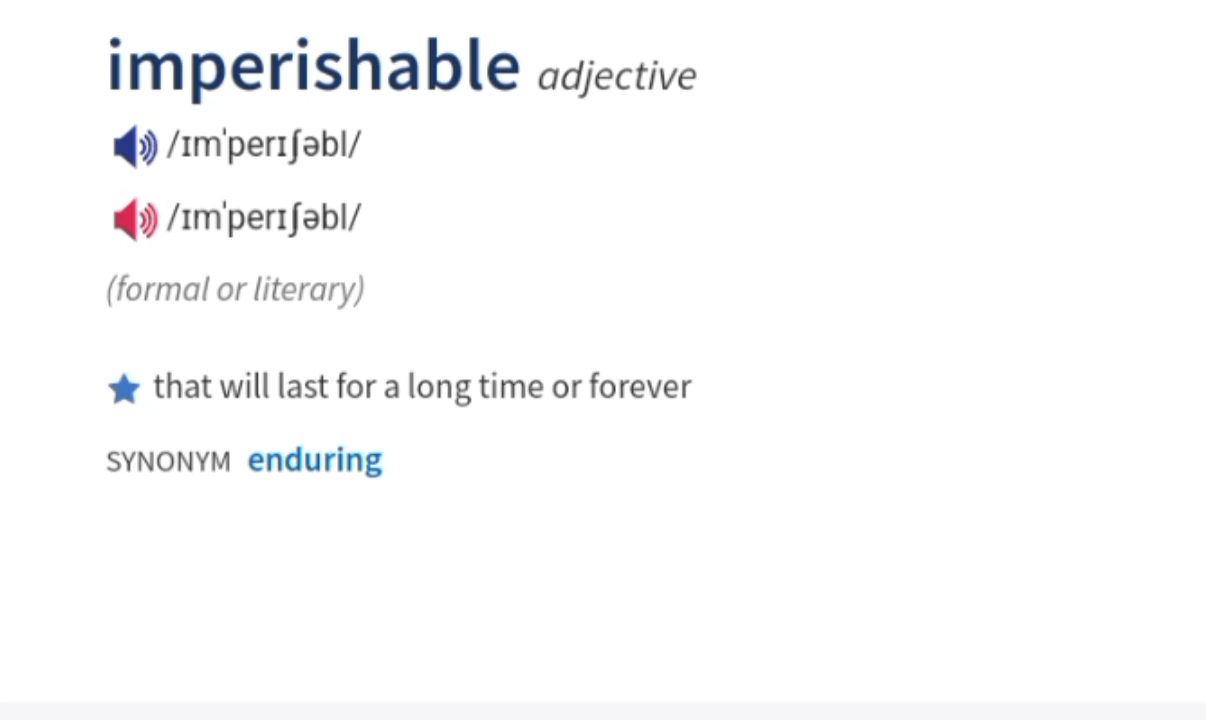 imperishable adjective
/ɪmˈperɪʃəbl/
/ɪmˈperɪʃəbl/
(formal or literary)
that will last for a long time or forever
SYNONYM enduring